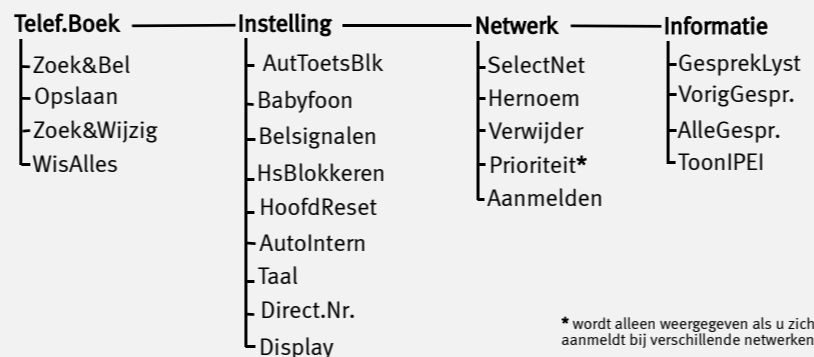 Telef.Boek
Zoek&Bel
Opslaan
Zoek&Wijzig
WisAlles
Instelling
AutToetsBlk
Babyfoon
Belsignalen
HsBlokkeren
HoofdReset
AutoIntern
Taal
Direct.Nr.
Display
Netwerk
SelectNet
Hernoem
Verwijder
Prioriteit*
Aanmelden
Informatie
GesprekLyst
VorigGespr.
AlleGespr.
ToonIPEI
* wordt alleen weergegeven als u zich
aanmeldt bij verschillende netwerken